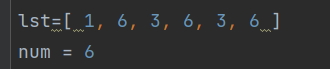 lst=[ 1, 6, 3, 6, 3, 6 ]
num = 6